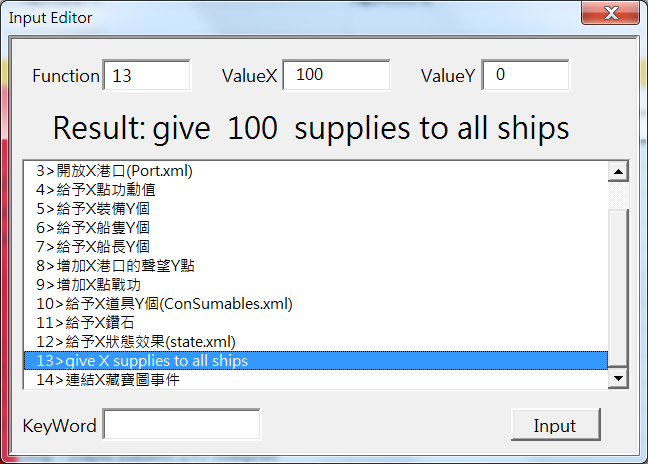 Input Editor
Function 13 ValueX 100 ValueY 0
Result: give 100 supplies to all ships
3>開放X港口(Port.xml)
4>給予X點功勳值
5>給予X裝備Y個
6>給予X船隻Y個
7>給予X船長Y個
8>增加X港口的聲望Y點
9>增加X點戰功
10>給予X道具Y個(ConSumables.xml)
11>給予X鑽石
12>給予X狀態效果(state.xml)
13>give X supplies to all ships
14>連結X藏寶圖事件
KeyWord Input